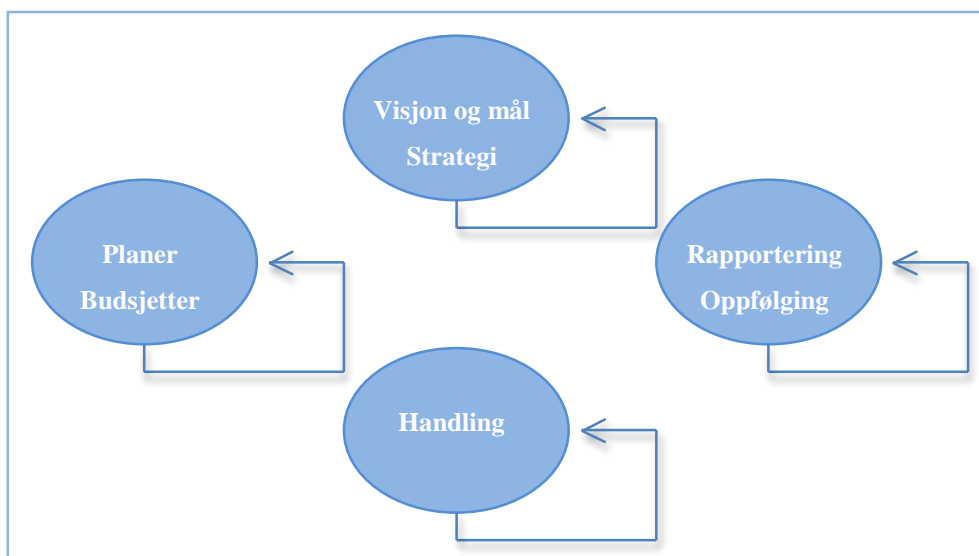 Visjon og mål
Strategi
Planer
Budsjetter
Rapportering
Oppfølging
Handling